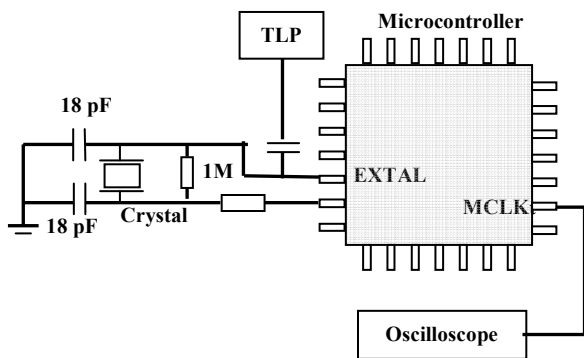 Microcontroller
TLP
18 pF
1M
EXTAL
18 pF
Crystal
MCLK
Oscilloscope